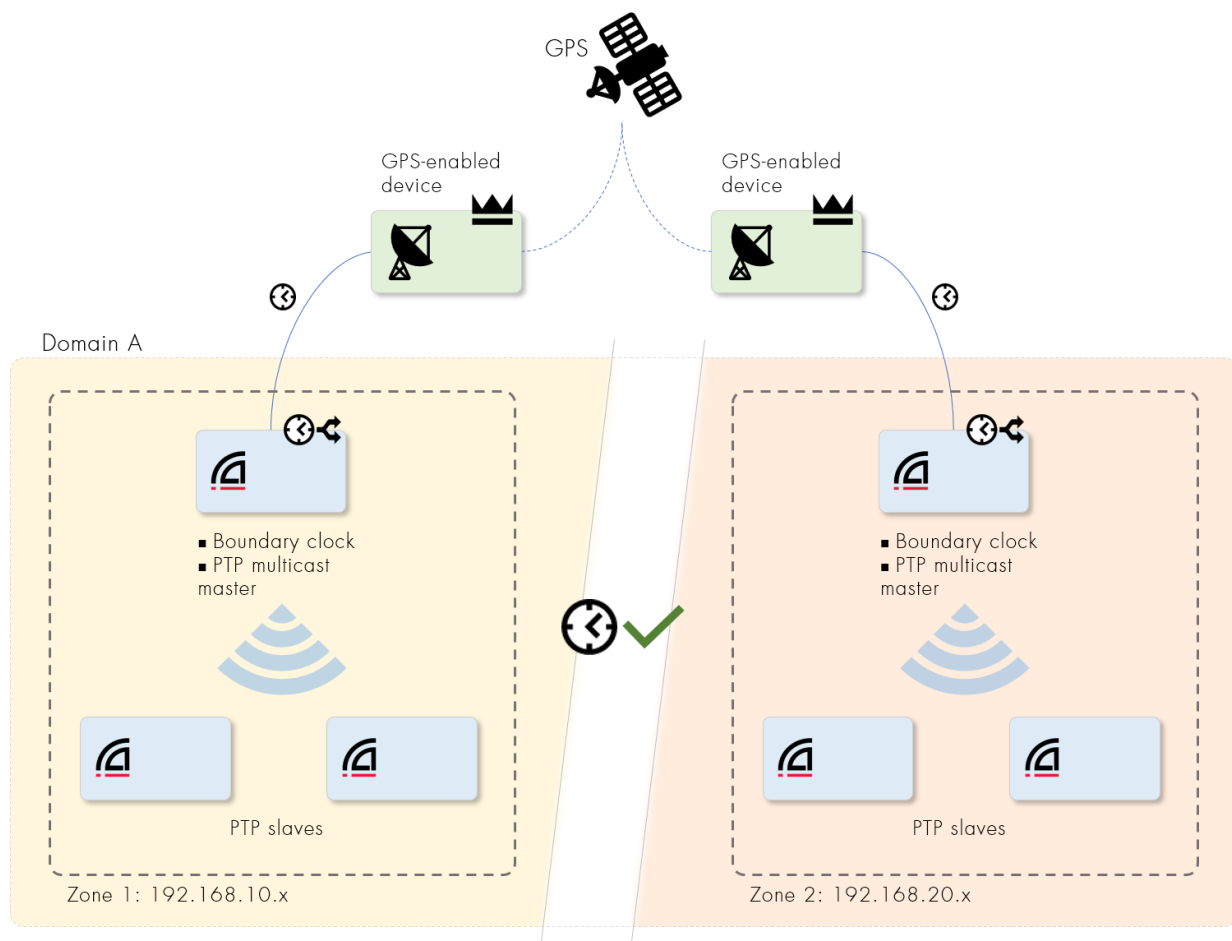 GPS
GPS-enabled
device
GPS-enabled
device
Domain A
▪ Boundary clock
▪ PTP multicast
master
▪ Boundary clock
▪ PTP multicast
master
PTP slaves
PTP slaves
Zone 1: 192.168.10.x
Zone 2: 192.168.20.x